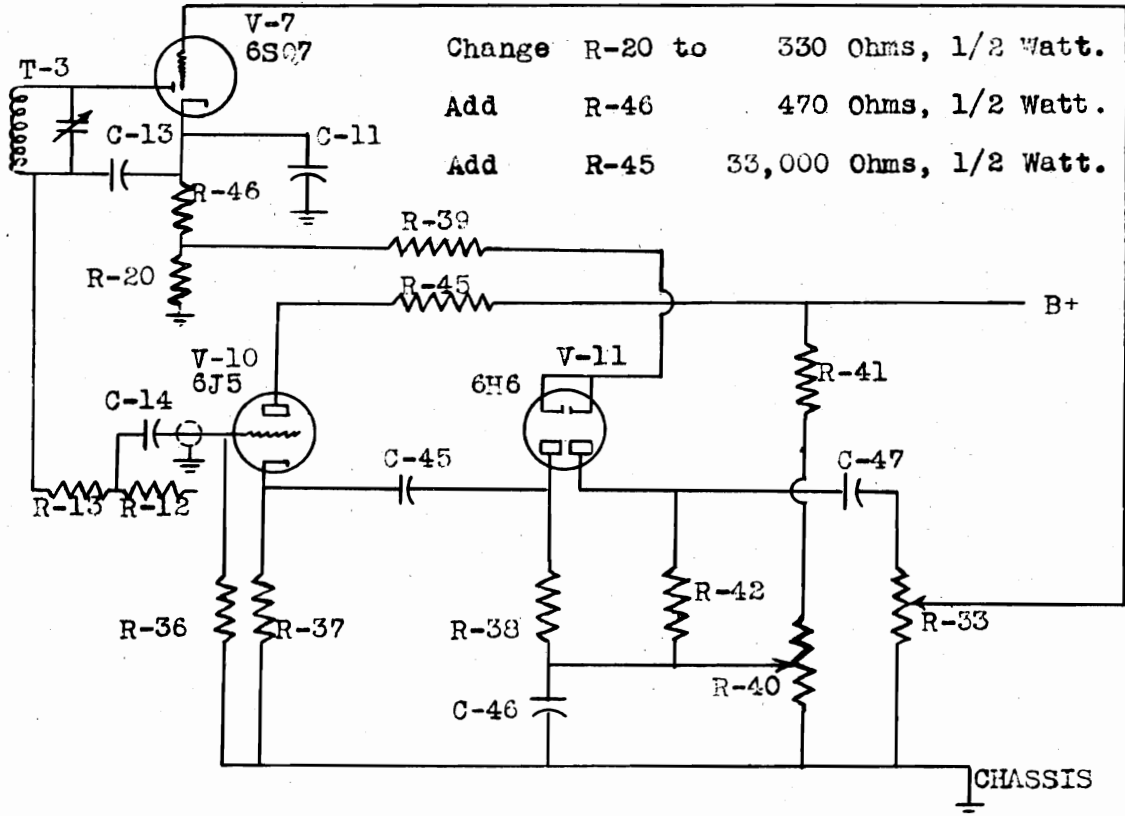 V-7
6SQ7
T-3
Change R-20 to 330 Ohms, 1/2 Watt.
Add R-46 470 Ohms, 1/2 Watt.
Add R-45 33,000 Ohms, 1/2 Watt.
C-13
C-11
R-46
R-39
R-20
R-45
B+
V-10
6J5
V-11
6H6
R-41
C-14
C-45
C-47
R-13
R-12
R-36
R-37
R-38
R-42
R-33
R-40
C-46
CHASSIS